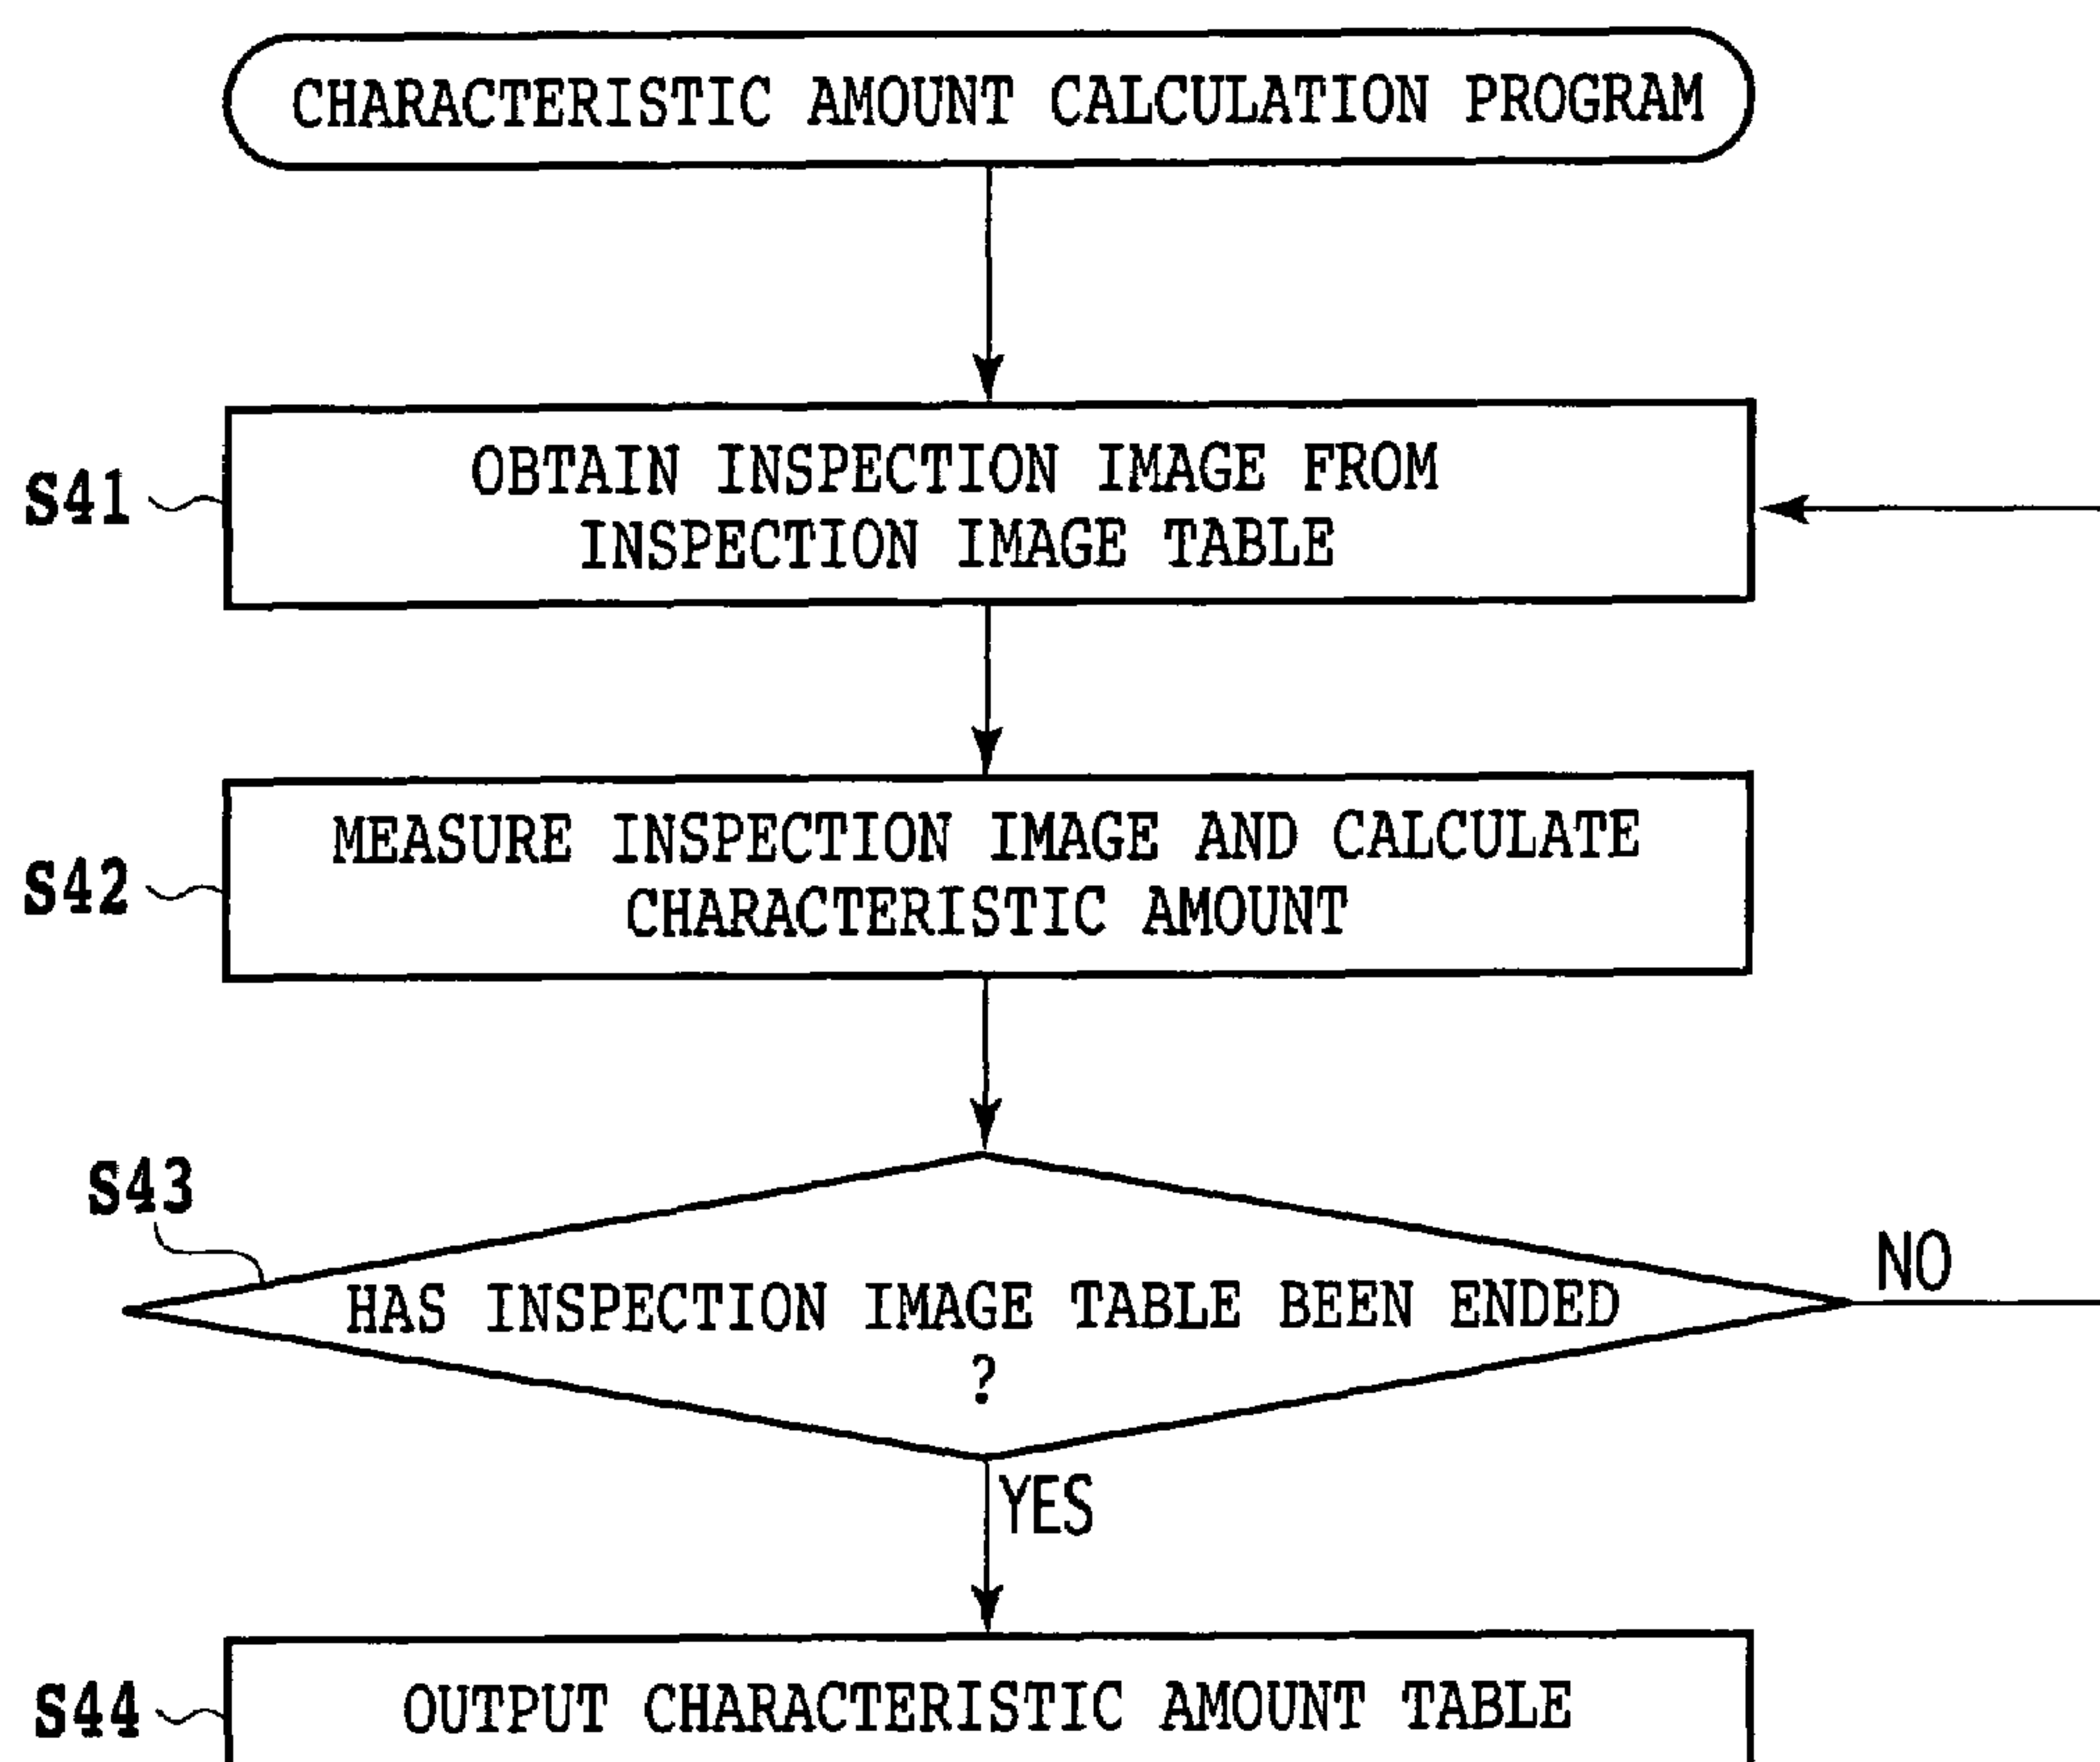 CHARACTERISTIC AMOUNT CALCULATION PROGRAM
S41
OBTAIN INSPECTION IMAGE FROM
INSPECTION IMAGE TABLE
S42
MEASURE INSPECTION IMAGE AND CALCULATE
CHARACTERISTIC AMOUNT
S43
HAS INSPECTION IMAGE TABLE BEEN ENDED
?
NO
YES
S44
OUTPUT CHARACTERISTIC AMOUNT TABLE